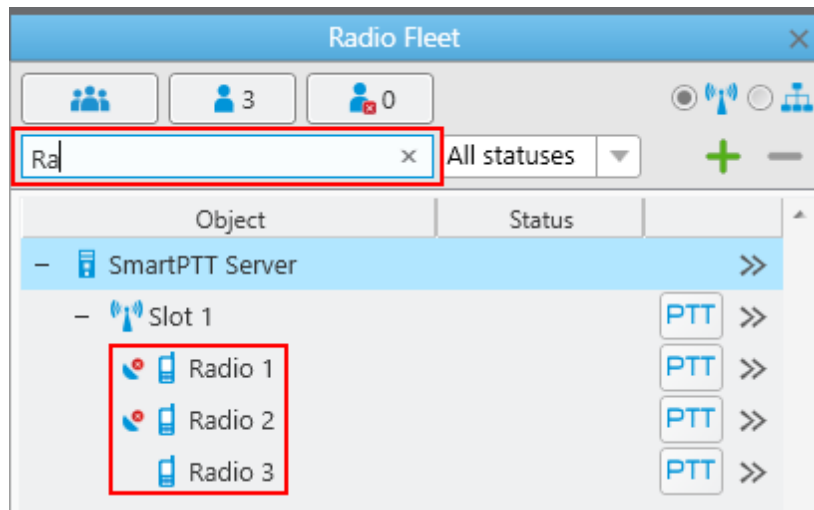 Radio Fleet
3 0
Ra All statuses
Object Status
SmartPTT Server
Slot 1 PTT
Radio 1 PTT
Radio 2 PTT
Radio 3 PTT